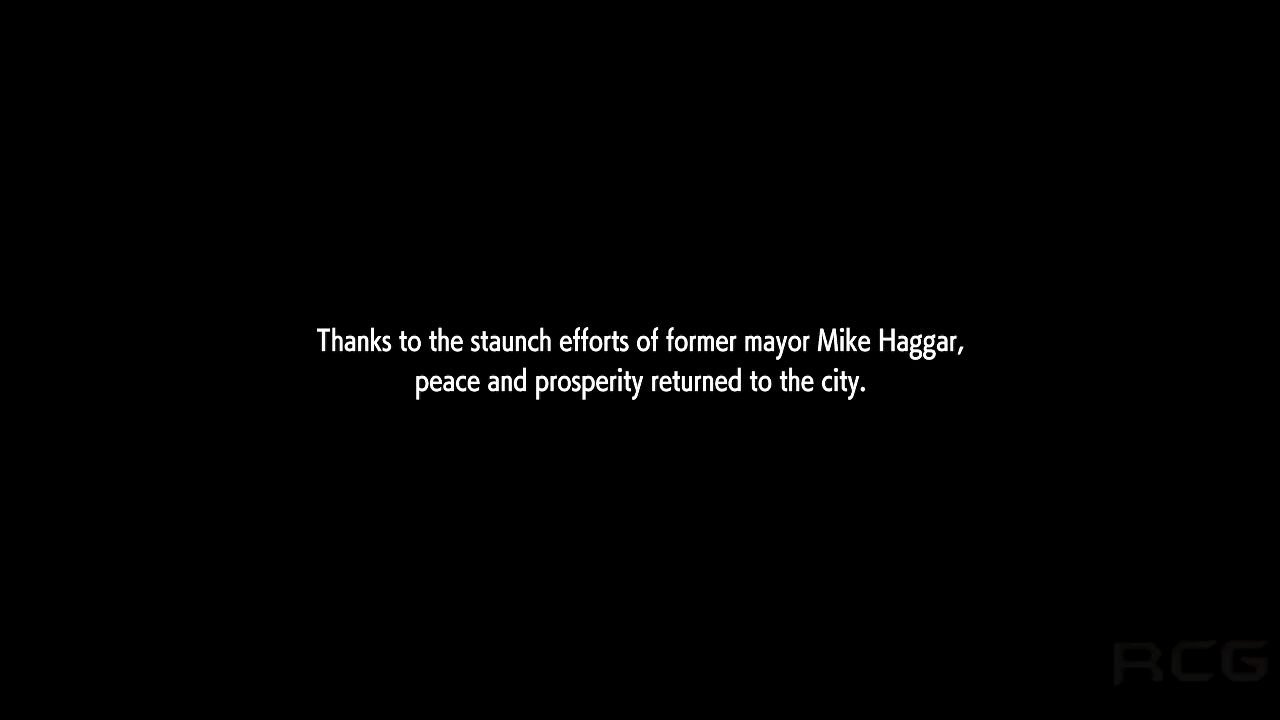 Thanks to the staunch efforts of former mayor Mike Haggar,
peace and prosperity returned to the city.
RCG